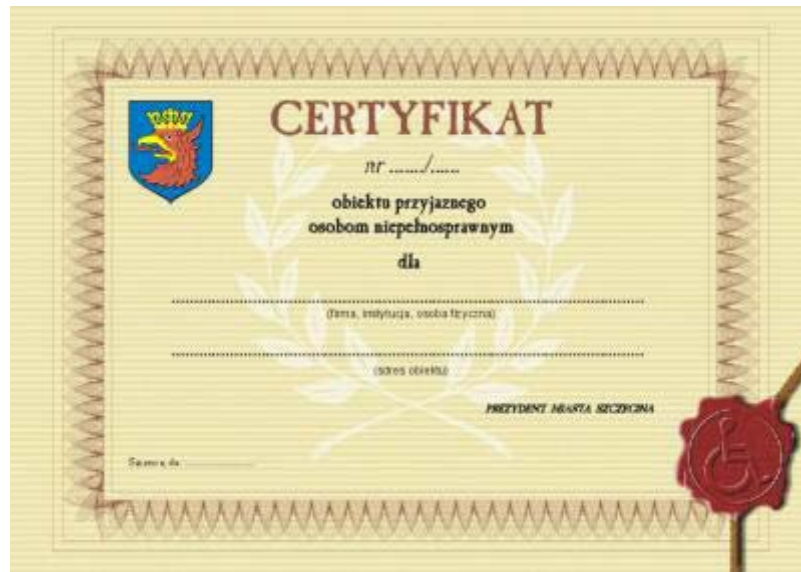 CERTYFIKAT
nr ......../......
obiektu przyjaznego
osobom niepełnosprawnym
dla
(firma, instytucja, osoba fizyczna)
(adres obiektu)
PREZYDENT MIASTA SZCZECINA